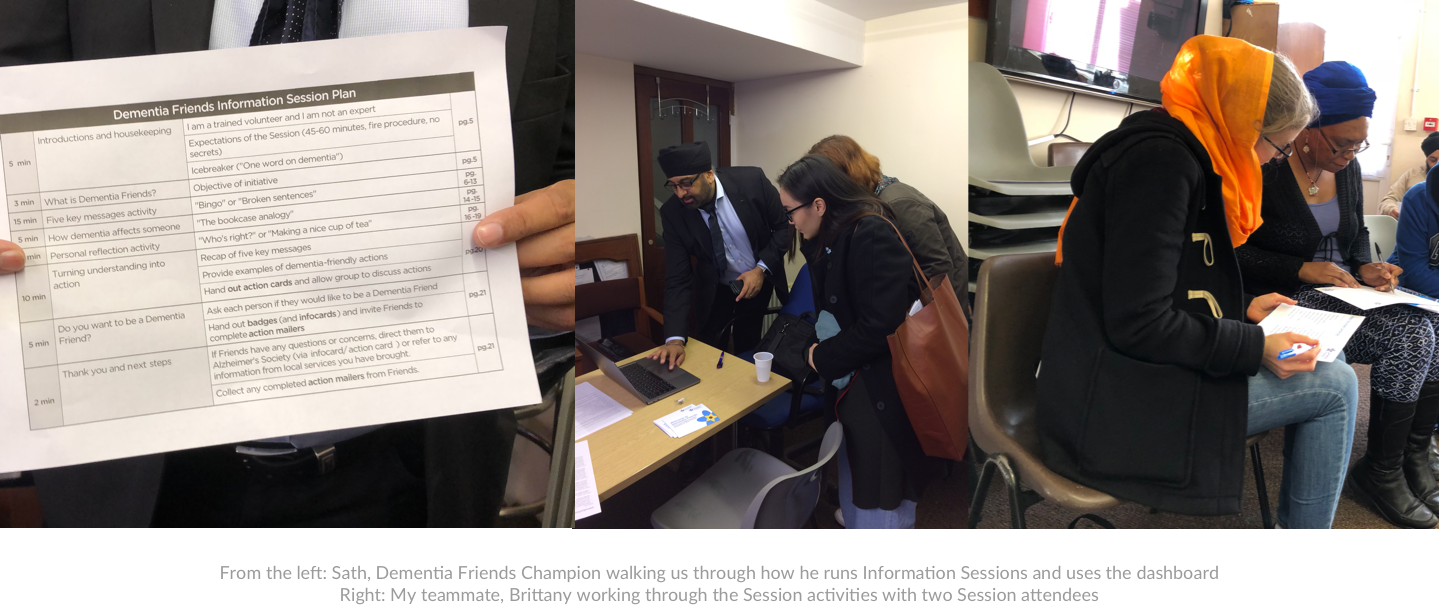 Dementia Friends Information Session Plan
5 min
Introductions and housekeeping
I am a trained volunteer and I am not an expert
Expectations of the Session (45-60 minutes, fire procedure, no
secrets)
Icebreaker ("One word on dementia")
pg.5
3 min
What is Dementia Friends?
Objective of initiative
pg.5
15 min
Five key messages activity
"Bingo" or "Broken sentences"
pg.
6-13
5 min
How dementia affects someone
"The bookcase analogy"
pg.
14-15
min
Personal reflection activity
"Who's right?" or "Making a nice cup of tea"
pg.
16-19
10 min
Turning understanding into
action
Recap of five key messages
Provide examples of dementia-friendly actions
Hand out action cards and allow group to discuss actions
pg.20
5 min
Do you want to be a Dementia
Friend?
Ask each person if they would like to be a Dementia Friend
Hand out badges (and infocards) and invite Friends to
complete action mailers
pg.21
2 min
Thank you and next steps
If Friends have any questions or concerns, direct them to
Alzheimer's Society (via infocard/ action card ) or refer to any
information from local services you have brought.
Collect any completed action mailers from Friends.
pg.21
From the left: Sath, Dementia Friends Champion walking us through how he runs Information Sessions and uses the dashboard
Right: My teammate, Brittany working through the Session activities with two Session attendees